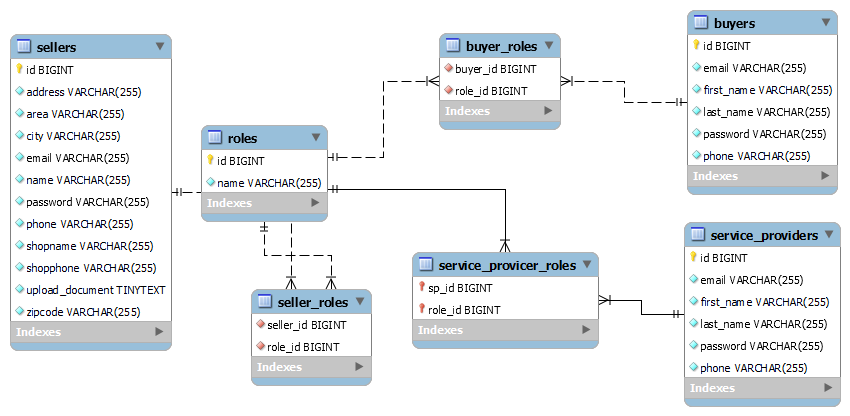 sellers
id BIGINT
address VARCHAR(255)
area VARCHAR(255)
city VARCHAR(255)
email VARCHAR(255)
name VARCHAR(255)
password VARCHAR(255)
phone VARCHAR(255)
shopname VARCHAR(255)
shopphone VARCHAR(255)
upload_document TINYTEXT
zipcode VARCHAR(255)
Indexes
roles
id BIGINT
name VARCHAR(255)
Indexes
seller_roles
seller_id BIGINT
role_id BIGINT
Indexes
buyer_roles
buyer_id BIGINT
role_id BIGINT
Indexes
service_provicer_roles
sp_id BIGINT
role_id BIGINT
Indexes
buyers
id BIGINT
email VARCHAR(255)
first_name VARCHAR(255)
last_name VARCHAR(255)
password VARCHAR(255)
phone VARCHAR(255)
Indexes
service_providers
id BIGINT
email VARCHAR(255)
first_name VARCHAR(255)
last_name VARCHAR(255)
password VARCHAR(255)
phone VARCHAR(255)
Indexes